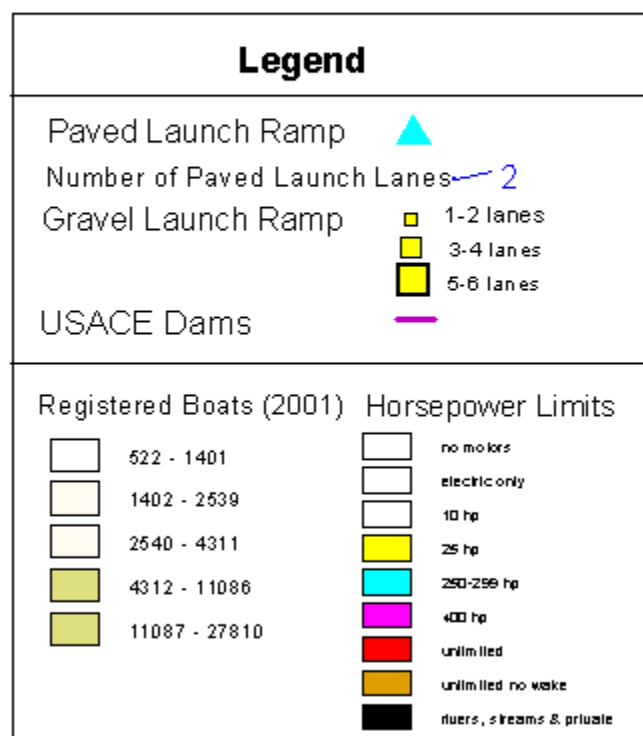 Legend
Paved Launch Ramp
Number of Paved Launch Lanes 2
Gravel Launch Ramp
1-2 lanes
3-4 lanes
5-6 lanes
USACE Dams
Registered Boats (2001)
522 - 1401
1402 - 2539
2540 - 4311
4312 - 11086
11087 - 27810
Horsepower Limits
no motors
electric only
10 hp
25 hp
250-299 hp
400 hp
unlimited
unlimited no wake
rivers, streams & private